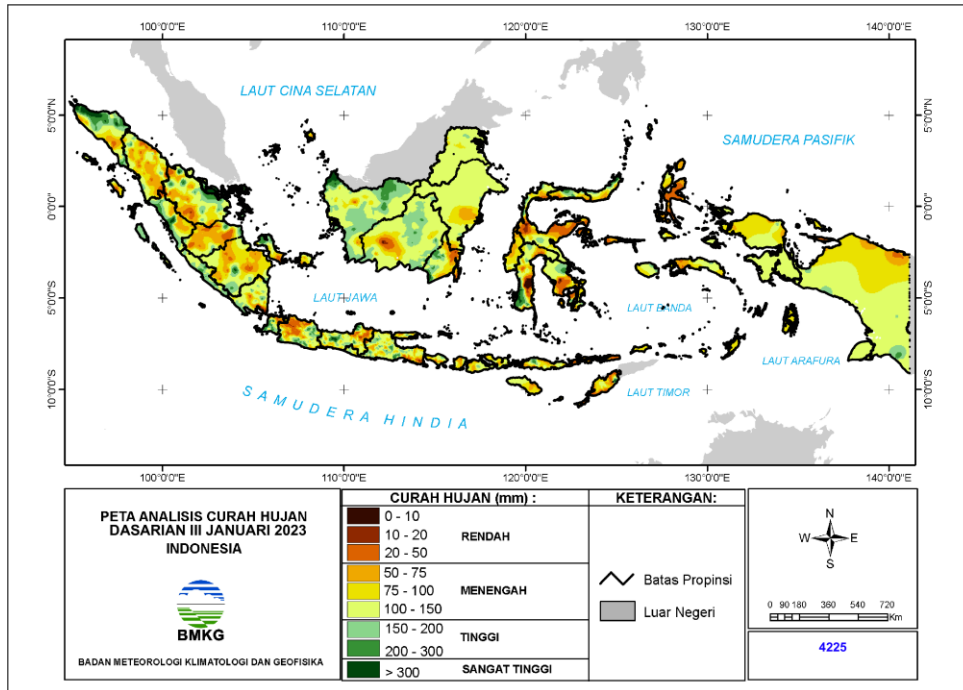 100°0'0"E 110°0'0"E 120°0'0"E 130°0'0"E 140°0'0"E
LAUT CINA SELATAN
SAMUDERA PASIFIK
5°0'0"N 5°0'0"N
0°0'0" 0°0'0"
LAUT JAWA
LAUT BANDA
5°0'0"S 5°0'0"S
LAUT ARAFURA
LAUT TIMOR
10°0'0"S 10°0'0"S
SAMUDERA HINDIA
100°0'0"E 110°0'0"E 120°0'0"E 130°0'0"E 140°0'0"E
PETA ANALISIS CURAH HUJAN
DASARIAN III JANUARI 2023
INDONESIA
BMKG
BADAN METEOROLOGI KLIMATOLOGI DAN GEOFISIKA
CURAH HUJAN (mm) :
0 - 10
10 - 20
20 - 50
RENDAH
50 - 75
75 - 100
100 - 150
MENENGAH
150 - 200
200 - 300
TINGGI
> 300
SANGAT TINGGI
KETERANGAN:
Batas Propinsi
Luar Negeri
N
W E
S
0 90 180 360 540 720
Km
4225